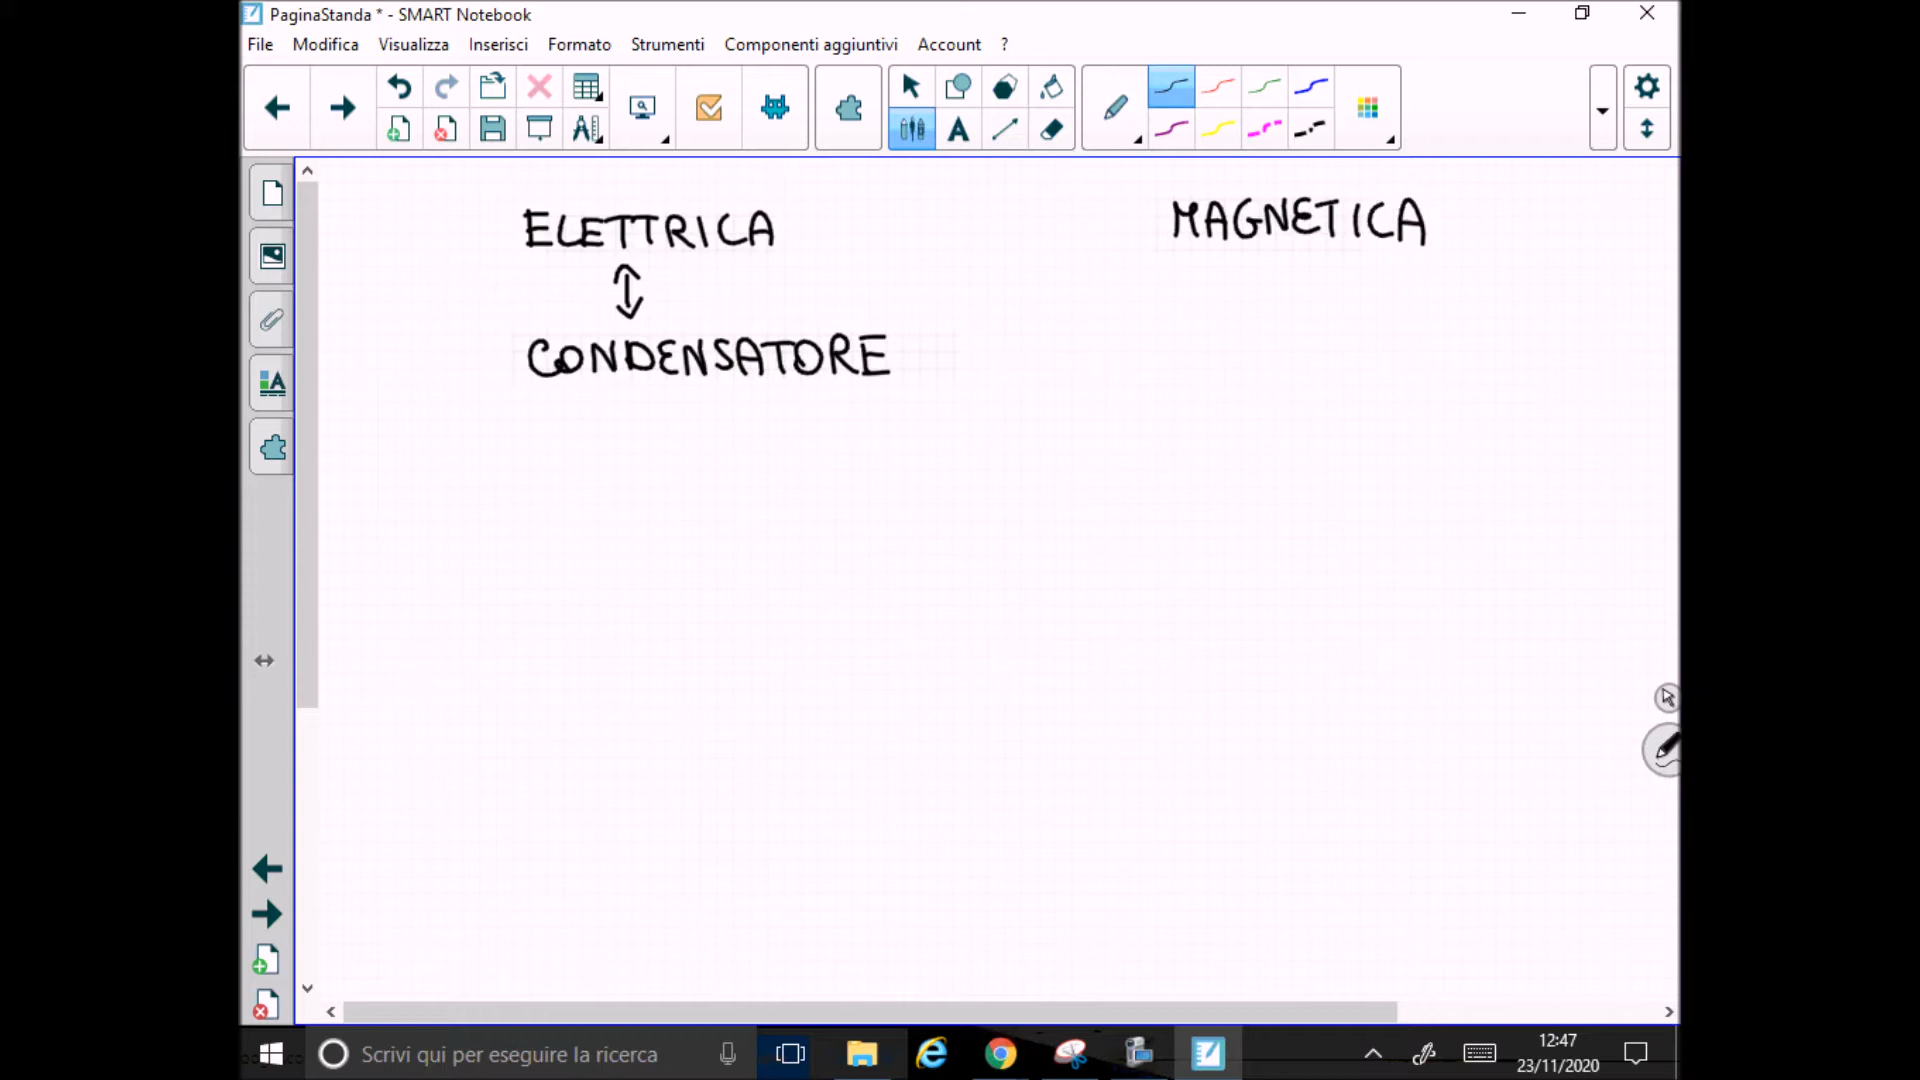 PaginaStanda * - SMART Notebook
File Modifica Visualizza Inserisci Formato Strumenti Componenti aggiuntivi Account ?
ELETTRICA MAGNETICA
CONDENSATORE
Scrivi qui per eseguire la ricerca
12:47
23/11/2020